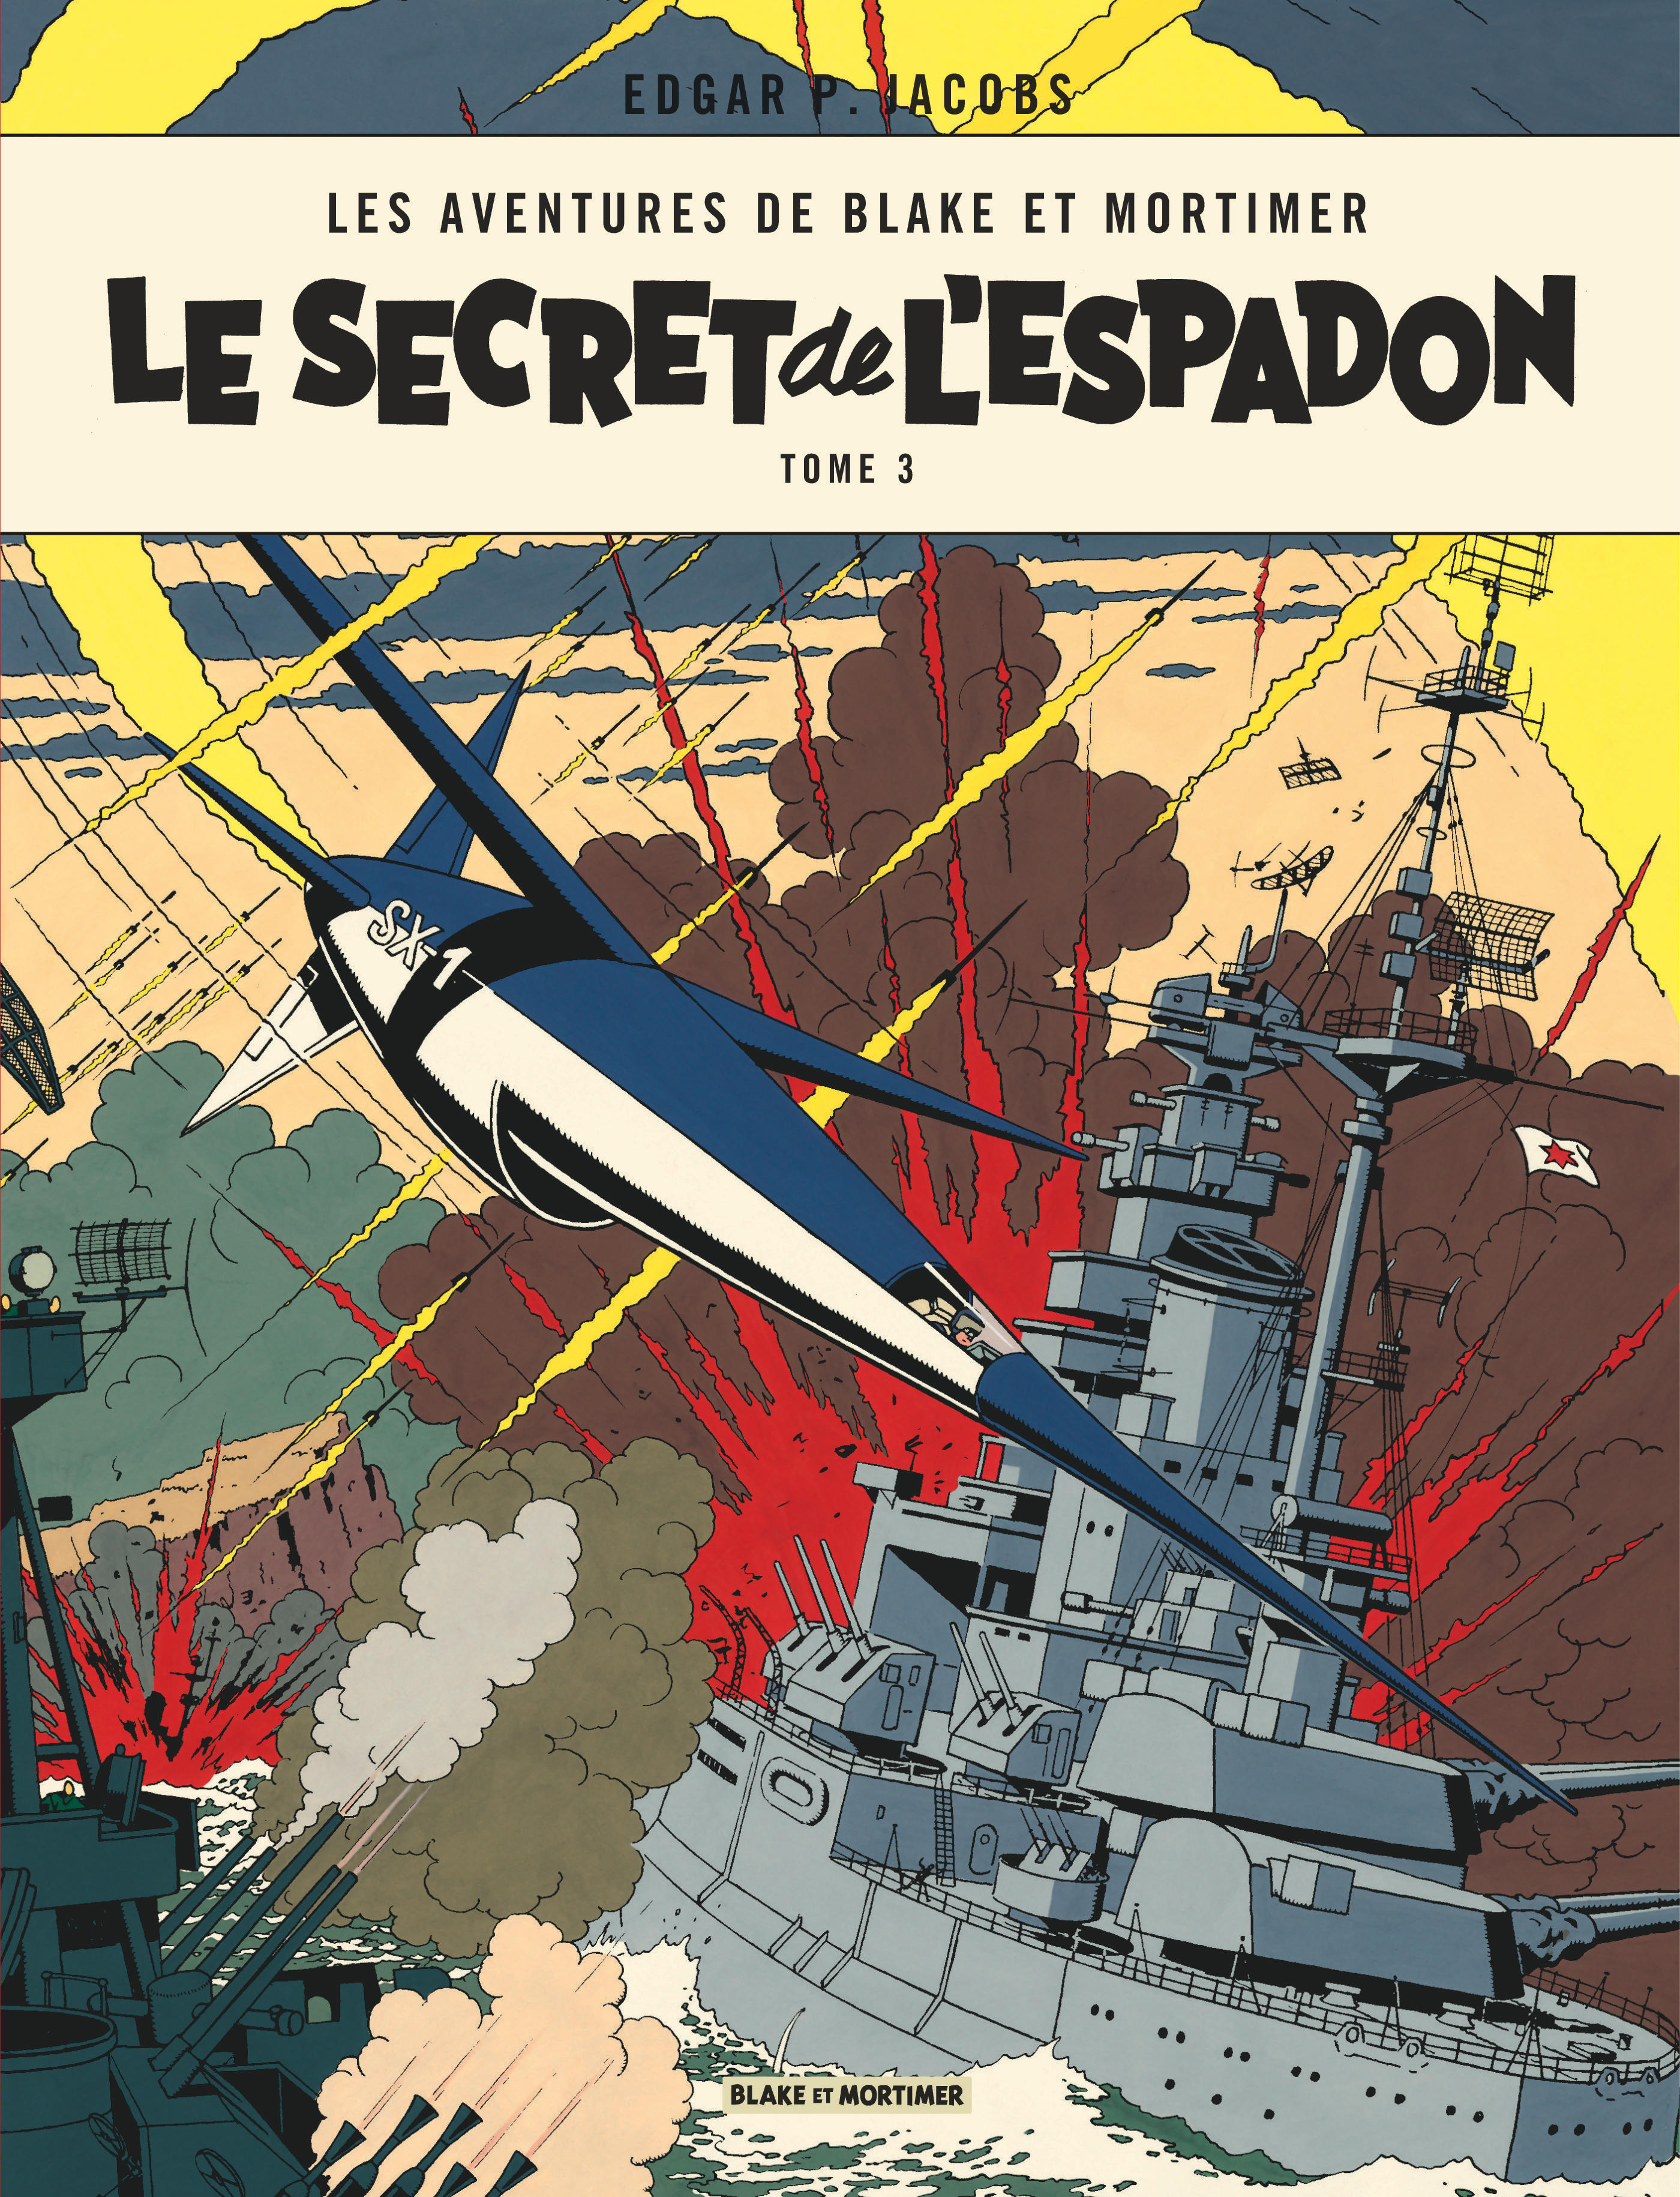 EDGAR P. JACOBS
LES AVENTURES DE BLAKE ET MORTIMER
LE SECRET de L'ESPADON
TOME 3
SX-1
BLAKE ET MORTIMER